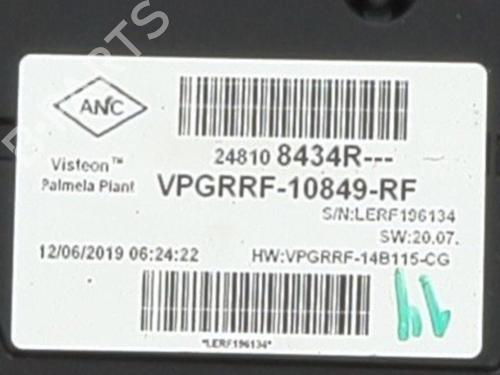 ANC
24810 8434R---
Visteon™
Palmela Plant
VPGRRF-10849-RF
S/N:LERF196134
SW:20.07.
12/06/2019 06:24:22
HW:VPGRRF-14B115-CG
*LERF196134*